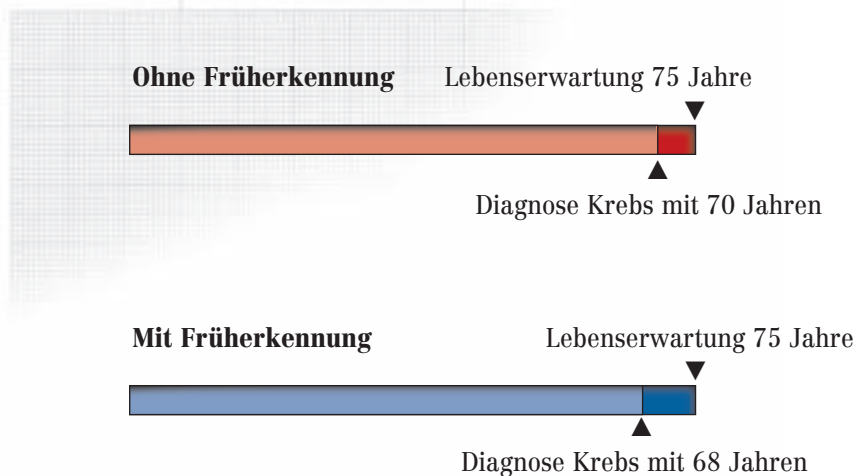 Ohne Früherkennung Lebenserwartung 75 Jahre
Diagnose Krebs mit 70 Jahren
Mit Früherkennung Lebenserwartung 75 Jahre
Diagnose Krebs mit 68 Jahren